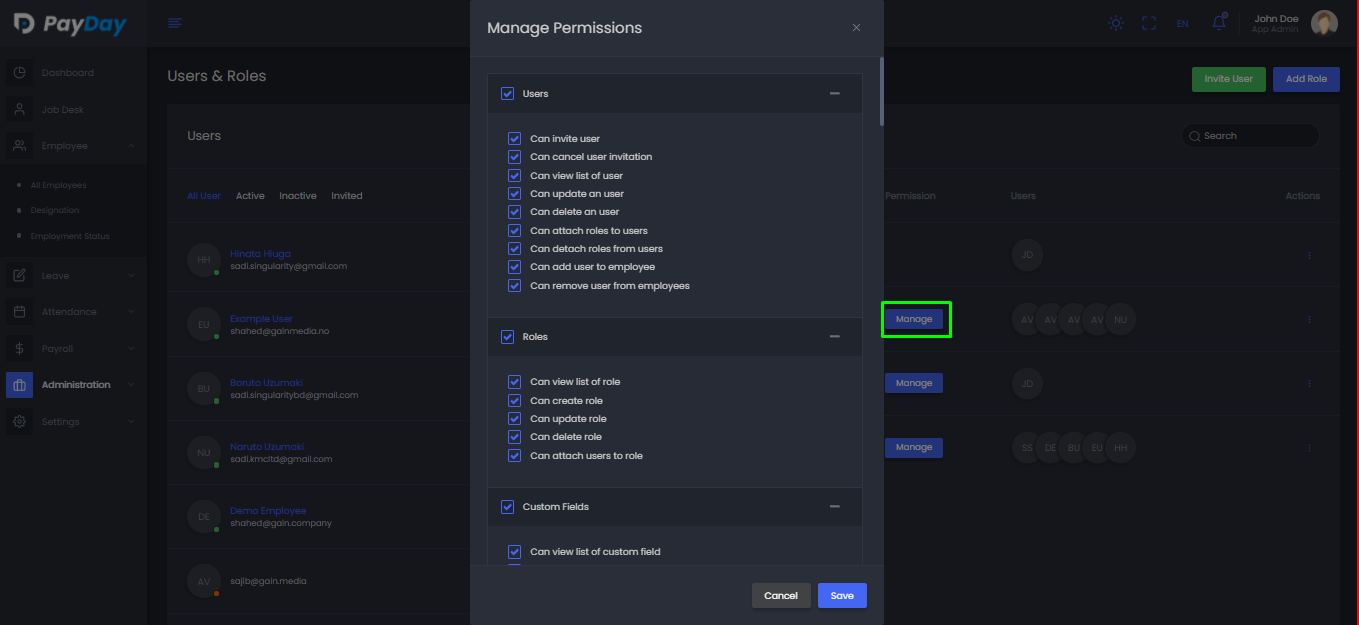 PayDay
Dashboard
Job Desk
Employee
All Employees
Designation
Employment Status
Leave
Attendance
Payroll
Administration
Settings
EN
John Doe
App Admin
Users & Roles
Invite User
Add Role
Users
Search
All User Active Inactive Invited
HH Hinata Hiuga
sadi.singularity@gmail.com
EU Example User
shahed@gainmedia.no
BU Boruto Uzumaki
sadi.singularitybd@gmail.com
NU Naruto Uzumaki
sadi.kmcltd@gmail.com
DE Demo Employee
shahed@gain.company
AV sajib@gain.media
Manage Permissions
Users
Can invite user
Can cancel user invitation
Can view list of user
Can update an user
Can delete an user
Can attach roles to users
Can detach roles from users
Can add user to employee
Can remove user from employees
Roles
Can view list of role
Can create role
Can update role
Can delete role
Can attach users to role
Custom Fields
Can view list of custom field
Cancel
Save
Permission Users Actions
JD
Manage AV AV AV AV NU
Manage JD
Manage SS DE BU EU HH